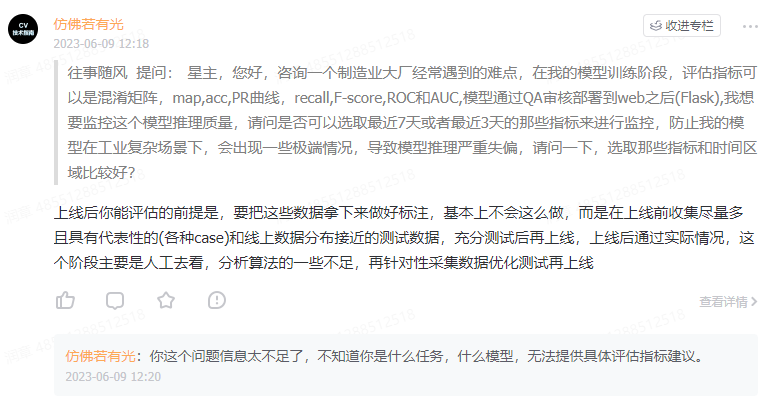 CV
技术指南
仿佛若有光
2023-06-09 12:18
收进专栏
往事随风 提问： 星主，您好，咨询一个制造业大厂经常遇到的难点，在我的模型训练阶段，评估指标可
以是混淆矩阵，map,acc,PR曲线，recall,F-score,ROC和AUC,模型通过QA审核部署到web之后(Flask),我想
要监控这个模型推理质量，请问是否可以选取最近7天或者最近3天的那些指标来进行监控，防止我的模
型在工业复杂场景下，会出现一些极端情况，导致模型推理严重失偏，请问一下，选取那些指标和时间区
域比较好?
上线后你能评估的前提是，要把这些数据拿下来做好标注，基本上不会这么做，而是在上线前收集尽量多
且具有代表性的(各种case)和线上数据分布接近的测试数据，充分测试后再上线，上线后通过实际情况，这
个阶段主要是人工去看，分析算法的一些不足，再针对性采集数据优化测试再上线
查看详情
仿佛若有光：你这个问题信息太不足了，不知道你是什么任务，什么模型，无法提供具体评估指标建议。
2023-06-09 12:20